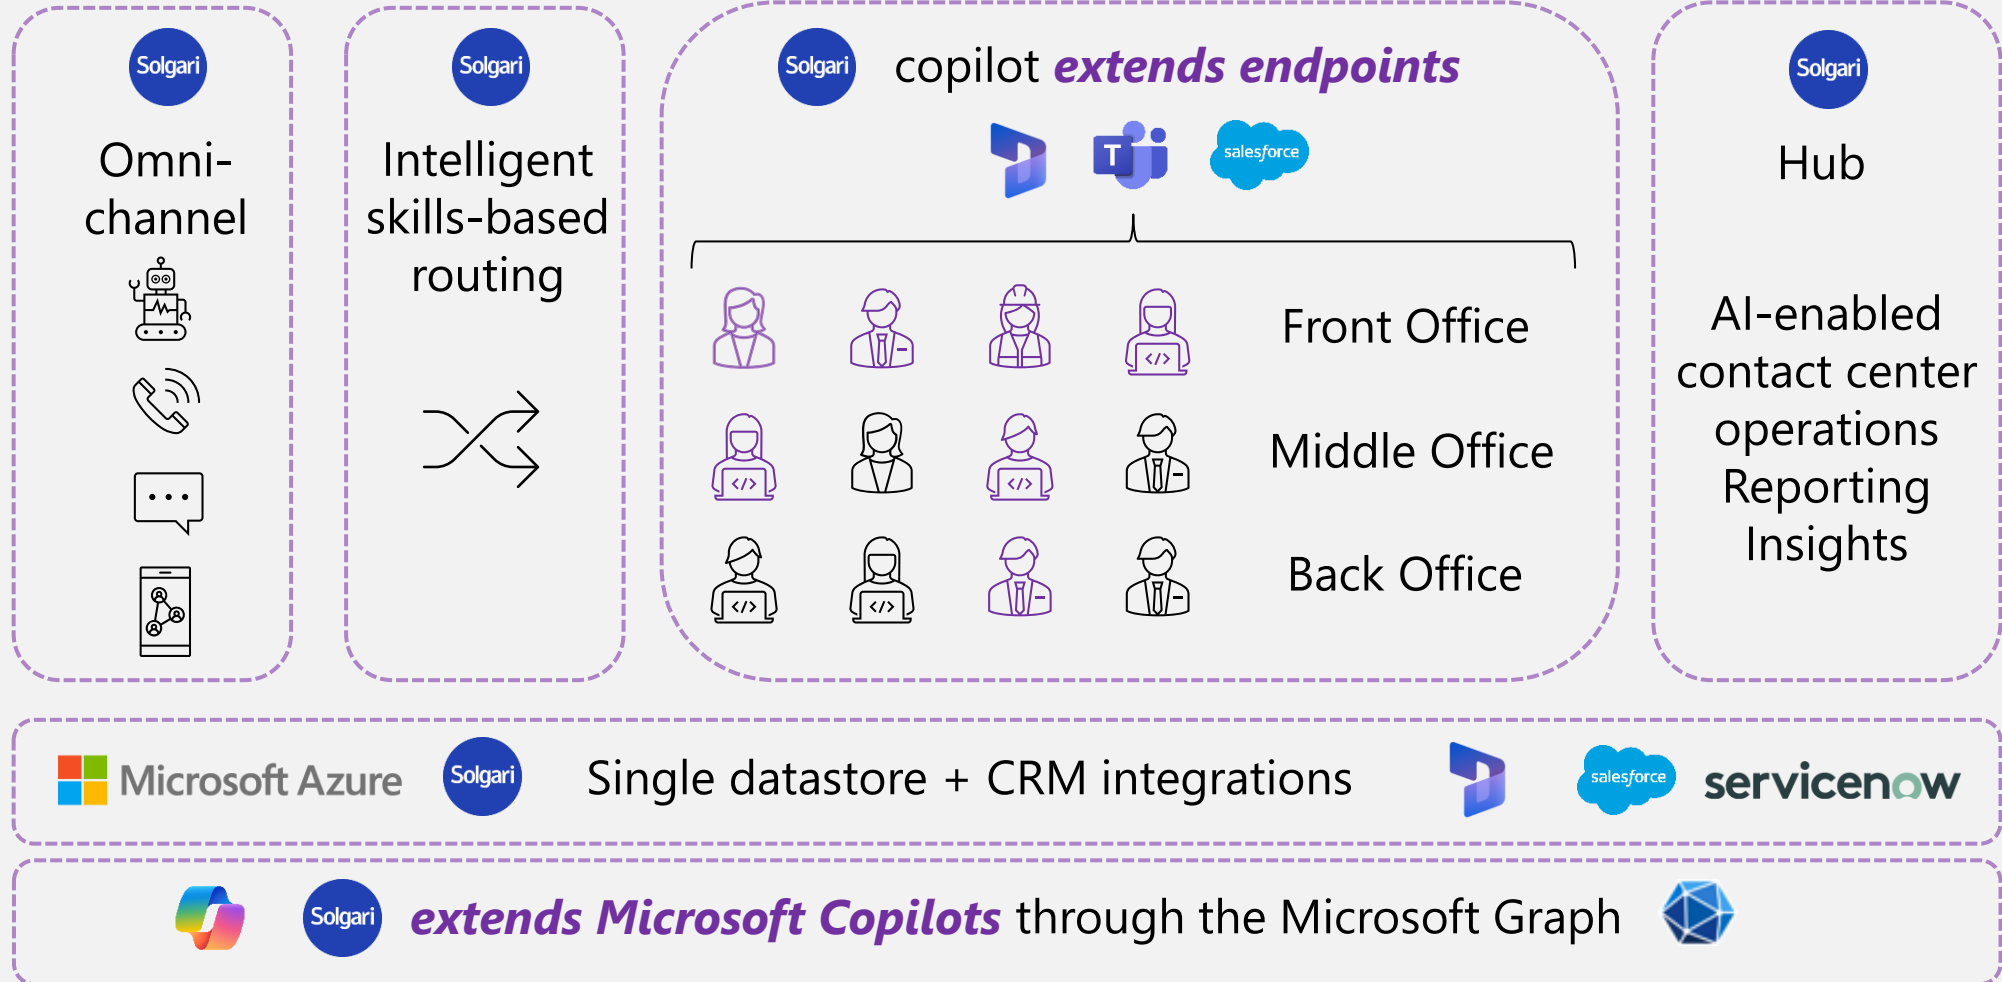 Solgari
Omni-
channel
Solgari
Intelligent
skills-based
routing
Solgari copilot extends endpoints
T salesforce
</>
Front Office
</> </>
Middle Office
</> </>
Back Office
Solgari
Hub
AI-enabled
contact center
operations
Reporting
Insights
Microsoft Azure Solgari Single datastore + CRM integrations salesforce servicenow
Solgari extends Microsoft Copilots through the Microsoft Graph